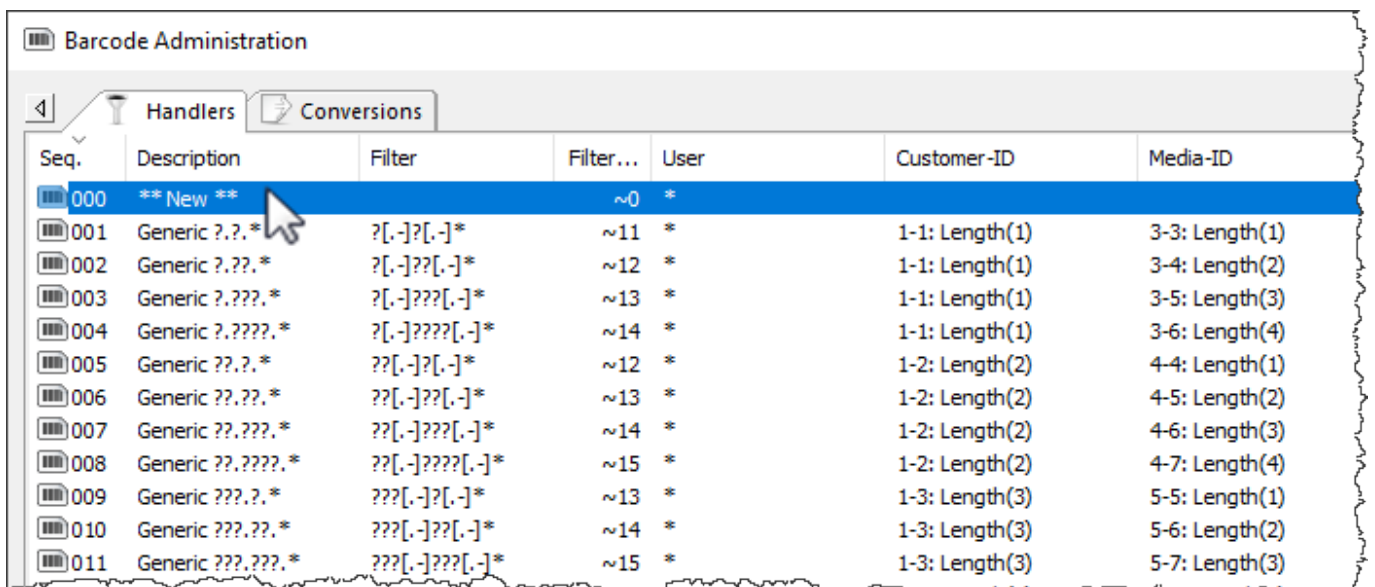 Barcode Administration
Handlers Conversions
Seq. Description Filter Filter... User Customer-ID Media-ID
000 ** New ** ~0 *
001 Generic ?.?.* ?[.-]?[.-]* ~11 * 1-1: Length(1) 3-3: Length(1)
002 Generic ?.??.* ?[.-]??[.-]* ~12 * 1-1: Length(1) 3-4: Length(2)
003 Generic ?.???.* ?[.-]???[.-]* ~13 * 1-1: Length(1) 3-5: Length(3)
004 Generic ?.????.* ?[.-]????[.-]* ~14 * 1-1: Length(1) 3-6: Length(4)
005 Generic ??.?.* ??[.-]?[.-]* ~12 * 1-2: Length(2) 4-4: Length(1)
006 Generic ??.??.* ??[.-]??[.-]* ~13 * 1-2: Length(2) 4-5: Length(2)
007 Generic ??.???.* ??[.-]???[.-]* ~14 * 1-2: Length(2) 4-6: Length(3)
008 Generic ??.????.* ??[.-]????[.-]* ~15 * 1-2: Length(2) 4-7: Length(4)
009 Generic ???.?.* ???[.-]?[.-]* ~13 * 1-3: Length(3) 5-5: Length(1)
010 Generic ???.??.* ???[.-]??[.-]* ~14 * 1-3: Length(3) 5-6: Length(2)
011 Generic ???.???.* ???[.-]???[.-]* ~15 * 1-3: Length(3) 5-7: Length(3)